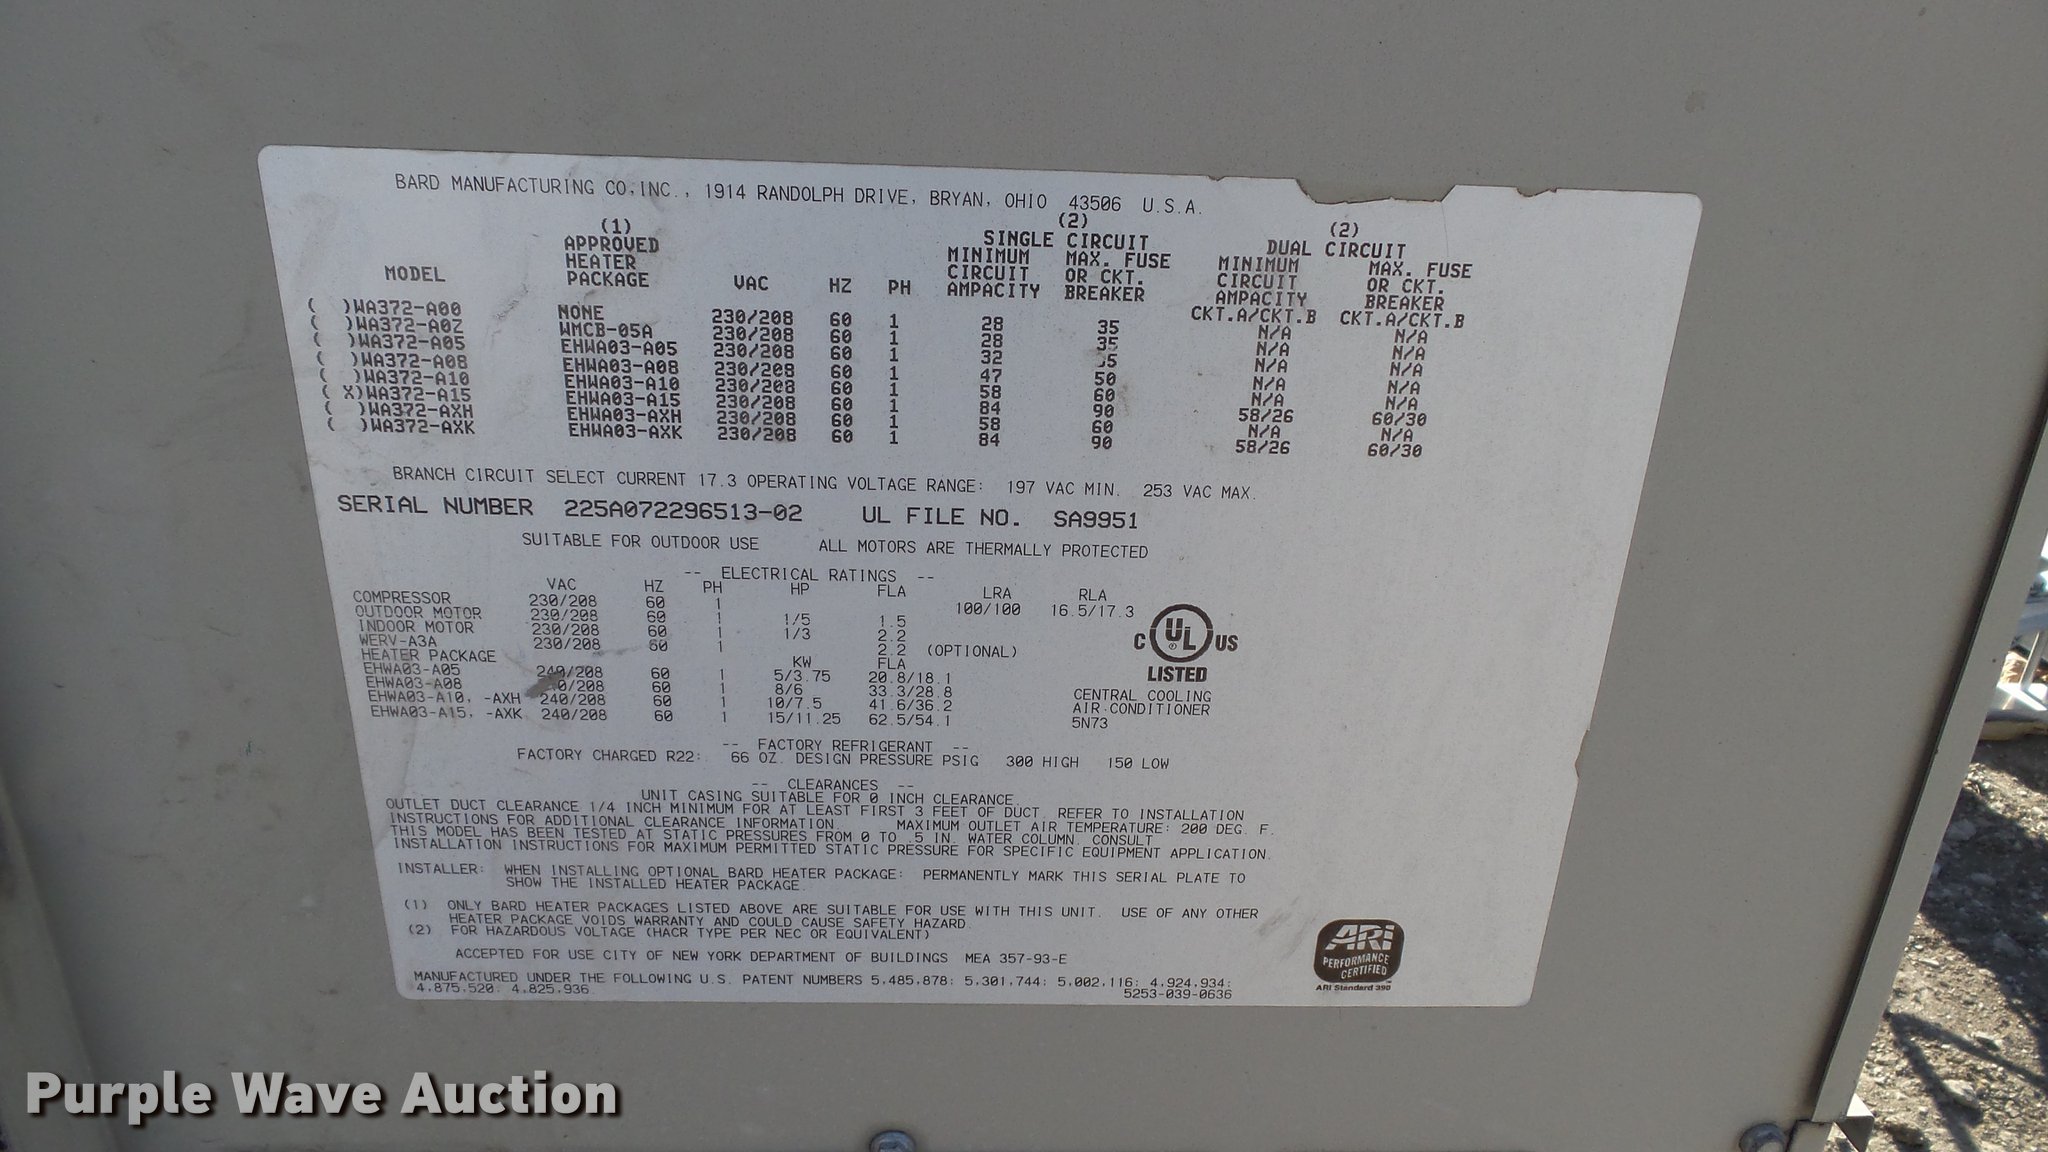 BARD MANUFACTURING CO,INC., 1914 RANDOLPH DRIVE, BRYAN, OHIO 43506 U.S.A.
(1) (2) (2)
APPROVED SINGLE CIRCUIT DUAL CIRCUIT
HEATER MINIMUM MAX. FUSE MINIMUM MAX. FUSE
MODEL PACKAGE VAC HZ PH CIRCUIT OR CKT. CIRCUIT OR CKT.
AMPACITY BREAKER AMPACITY BREAKER
CKT.A/CKT.B CKT.A/CKT.B
( )WA372-A00 NONE 230/208 60 1 28 35 N/A N/A
( )WA372-A0Z WMCB-05A 230/208 60 1 28 35 N/A N/A
( )WA372-A05 EHWA03-A05 230/208 60 1 32 35 N/A N/A
( )WA372-A08 EHWA03-A08 230/208 60 1 47 50 N/A N/A
( )WA372-A10 EHWA03-A10 230/208 60 1 58 60 N/A N/A
( X)WA372-A15 EHWA03-A15 230/208 60 1 84 90 58/26 60/30
( )WA372-AXH EHWA03-AXH 230/208 60 1 58 60 N/A N/A
( )WA372-AXK EHWA03-AXK 230/208 60 1 84 90 58/26 60/30
BRANCH CIRCUIT SELECT CURRENT 17.3 OPERATING VOLTAGE RANGE: 197 VAC MIN. 253 VAC MAX.
SERIAL NUMBER 225A072296513-02 UL FILE NO. SA9951
SUITABLE FOR OUTDOOR USE ALL MOTORS ARE THERMALLY PROTECTED
-- ELECTRICAL RATINGS --
VAC HZ PH HP FLA LRA RLA
COMPRESSOR 230/208 60 1 100/100 16.5/17.3
OUTDOOR MOTOR 230/208 60 1 1/5 1.5
INDOOR MOTOR 230/208 60 1 1/3 2.2
WERV-A3A 230/208 60 1 2.2 (OPTIONAL)
HEATER PACKAGE KW FLA
EHWA03-A05 240/208 60 1 5/3.75 20.8/18.1
EHWA03-A08 240/208 60 1 8/6 33.3/28.8
EHWA03-A10, -AXH 240/208 60 1 10/7.5 41.6/36.2
EHWA03-A15, -AXK 240/208 60 1 15/11.25 62.5/54.1
C UL US
LISTED
CENTRAL COOLING
AIR CONDITIONER
5N73
-- FACTORY REFRIGERANT --
FACTORY CHARGED R22: 66 OZ. DESIGN PRESSURE PSIG 300 HIGH 150 LOW
-- CLEARANCES --
UNIT CASING SUITABLE FOR 0 INCH CLEARANCE.
OUTLET DUCT CLEARANCE 1/4 INCH MINIMUM FOR AT LEAST FIRST 3 FEET OF DUCT. REFER TO INSTALLATION
INSTRUCTIONS FOR ADDITIONAL CLEARANCE INFORMATION. MAXIMUM OUTLET AIR TEMPERATURE: 200 DEG. F.
THIS MODEL HAS BEEN TESTED AT STATIC PRESSURES FROM 0 TO .5 IN. WATER COLUMN. CONSULT
INSTALLATION INSTRUCTIONS FOR MAXIMUM PERMITTED STATIC PRESSURE FOR SPECIFIC EQUIPMENT APPLICATION.
INSTALLER: WHEN INSTALLING OPTIONAL BARD HEATER PACKAGE: PERMANENTLY MARK THIS SERIAL PLATE TO
SHOW THE INSTALLED HEATER PACKAGE.
(1) ONLY BARD HEATER PACKAGES LISTED ABOVE ARE SUITABLE FOR USE WITH THIS UNIT. USE OF ANY OTHER
HEATER PACKAGE VOIDS WARRANTY AND COULD CAUSE SAFETY HAZARD.
(2) FOR HAZARDOUS VOLTAGE (HACR TYPE PER NEC OR EQUIVALENT)
ACCEPTED FOR USE CITY OF NEW YORK DEPARTMENT OF BUILDINGS MEA 357-93-E
MANUFACTURED UNDER THE FOLLOWING U.S. PATENT NUMBERS 5,485,878; 5,301,744; 5,002,116; 4,924,934;
4,875,520; 4,825,936. 5253-039-0636
ARI
PERFORMANCE
CERTIFIED
ARI Standard 390
Purple Wave Auction